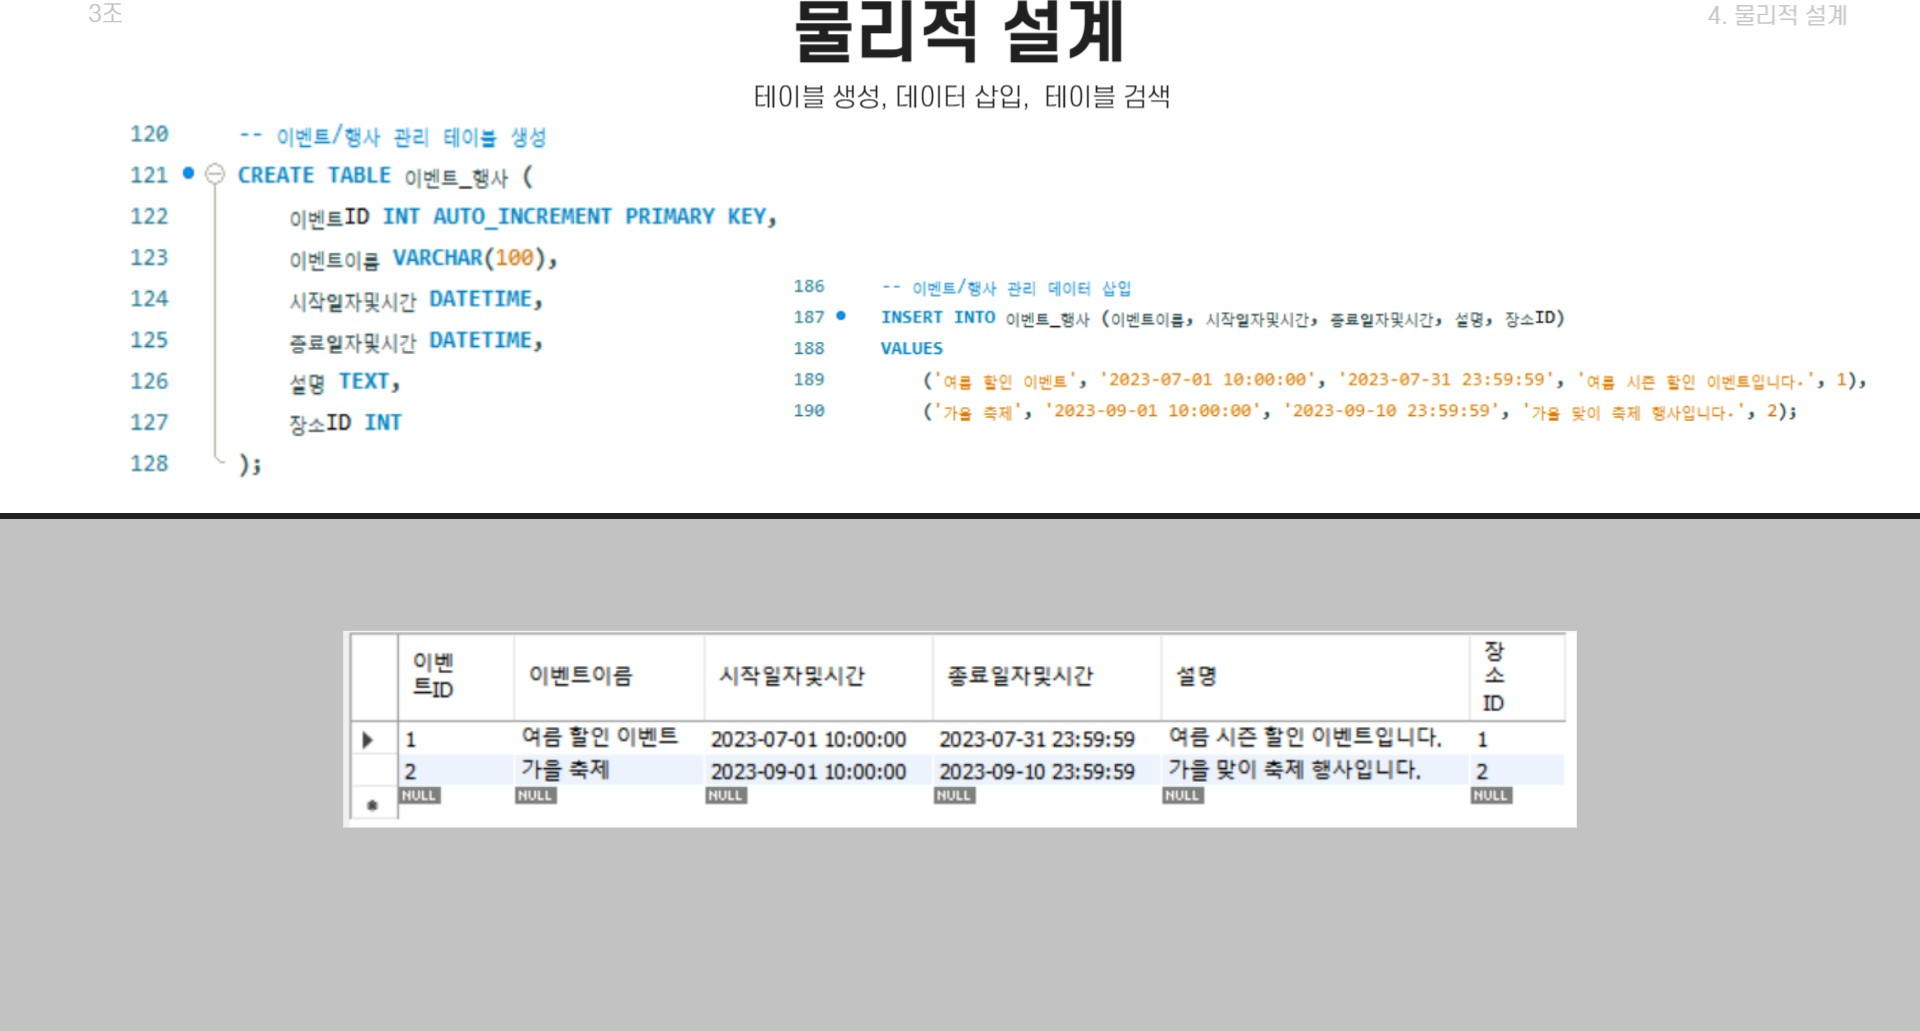 3조
4. 물리적 설계
물리적 설계
테이블 생성, 데이터 삽입, 테이블 검색
120 -- 이벤트/행사 관리 테이블 생성
121 CREATE TABLE 이벤트_행사 (
122 이벤트ID INT AUTO_INCREMENT PRIMARY KEY,
123 이벤트이름 VARCHAR(100),
124 시작일자및시간 DATETIME,
125 종료일자및시간 DATETIME,
126 설명 TEXT,
127 장소ID INT
128 );
186 -- 이벤트/행사 관리 데이터 삽입
187 INSERT INTO 이벤트_행사 (이벤트이름, 시작일자및시간, 종료일자및시간, 설명, 장소ID)
188 VALUES
189 ('여름 할인 이벤트', '2023-07-01 10:00:00', '2023-07-31 23:59:59', '여름 시즌 할인 이벤트입니다.', 1),
190 ('가을 축제', '2023-09-01 10:00:00', '2023-09-10 23:59:59', '가을 맞이 축제 행사입니다.', 2);
이벤트ID 이벤트이름 시작일자및시간 종료일자및시간 설명 장소ID
1 여름 할인 이벤트 2023-07-01 10:00:00 2023-07-31 23:59:59 여름 시즌 할인 이벤트입니다. 1
2 가을 축제 2023-09-01 10:00:00 2023-09-10 23:59:59 가을 맞이 축제 행사입니다. 2
NULL NULL NULL NULL NULL NULL